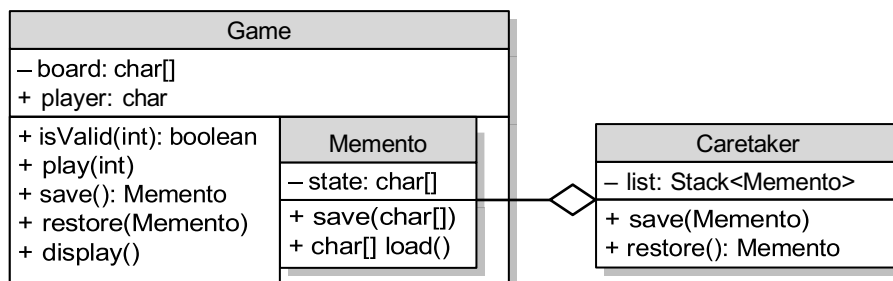 Game
– board: char[]
+ player: char
+ isValid(int): boolean
+ play(int)
+ save(): Memento
+ restore(Memento)
+ display()
Memento
– state: char[]
+ save(char[])
+ char[] load()
Caretaker
– list: Stack<Memento>
+ save(Memento)
+ restore(): Memento